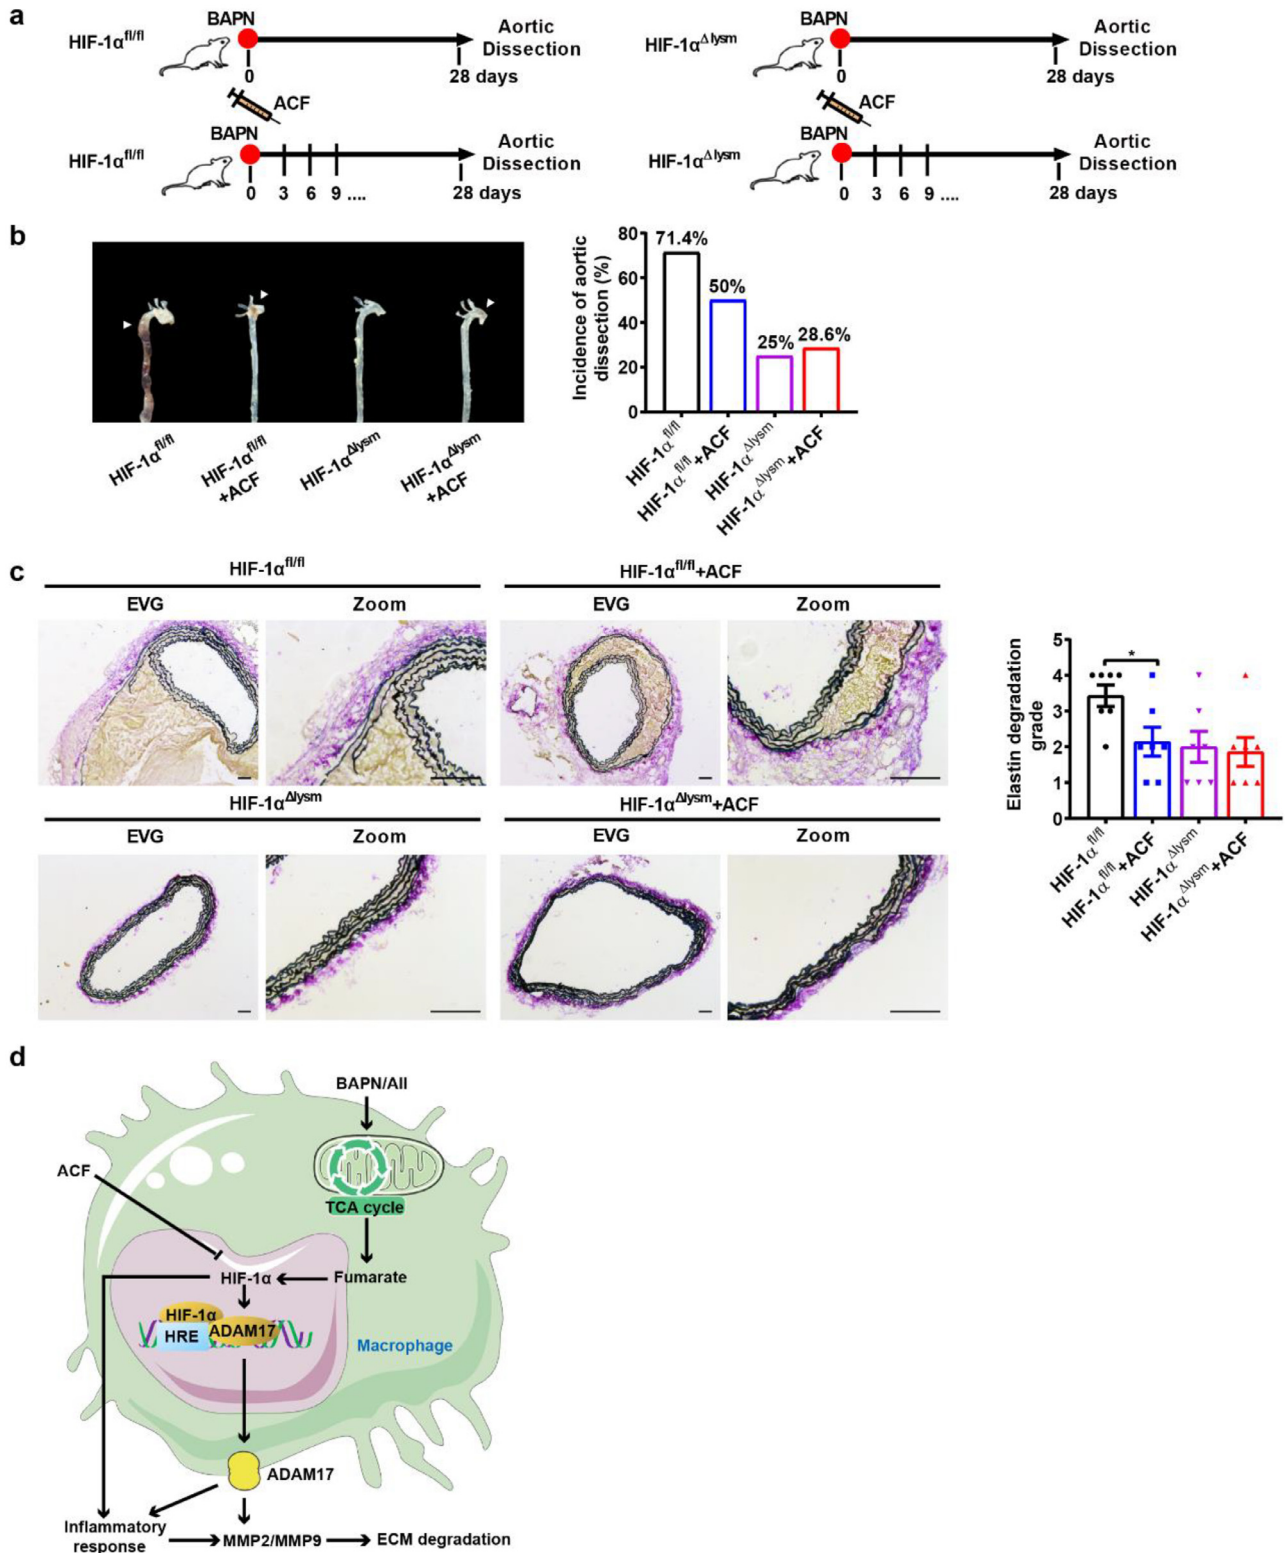 a
HIF-1α^fl/fl
BAPN
0
28 days
Aortic
Dissection
HIF-1α^Δlysm
BAPN
0
28 days
Aortic
Dissection
ACF
HIF-1α^fl/fl
BAPN
0 3 6 9 ....
28 days
Aortic
Dissection
ACF
HIF-1α^Δlysm
BAPN
0 3 6 9 ....
28 days
Aortic
Dissection
b
HIF-1α^fl/fl
HIF-1α^fl/fl
+ACF
HIF-1α^Δlysm
HIF-1α^Δlysm
+ACF
Incidence of aortic
dissection (%)
80
60
40
20
0
71.4%
50%
25%
28.6%
HIF-1α^fl/fl
HIF-1α^fl/fl+ACF
HIF-1α^Δlysm
HIF-1α^Δlysm+ACF
c
HIF-1α^fl/fl
EVG
Zoom
HIF-1α^fl/fl+ACF
EVG
Zoom
HIF-1α^Δlysm
EVG
Zoom
HIF-1α^Δlysm+ACF
EVG
Zoom
Elastin degradation
grade
5
4
3
2
1
0
*
HIF-1α^fl/fl
HIF-1α^fl/fl+ACF
HIF-1α^Δlysm
HIF-1α^Δlysm+ACF
d
BAPN/AII
ACF
TCA cycle
HIF-1α
Fumarate
HIF-1α
HRE
ADAM17
Macrophage
ADAM17
Inflammatory
response
MMP2/MMP9
ECM degradation